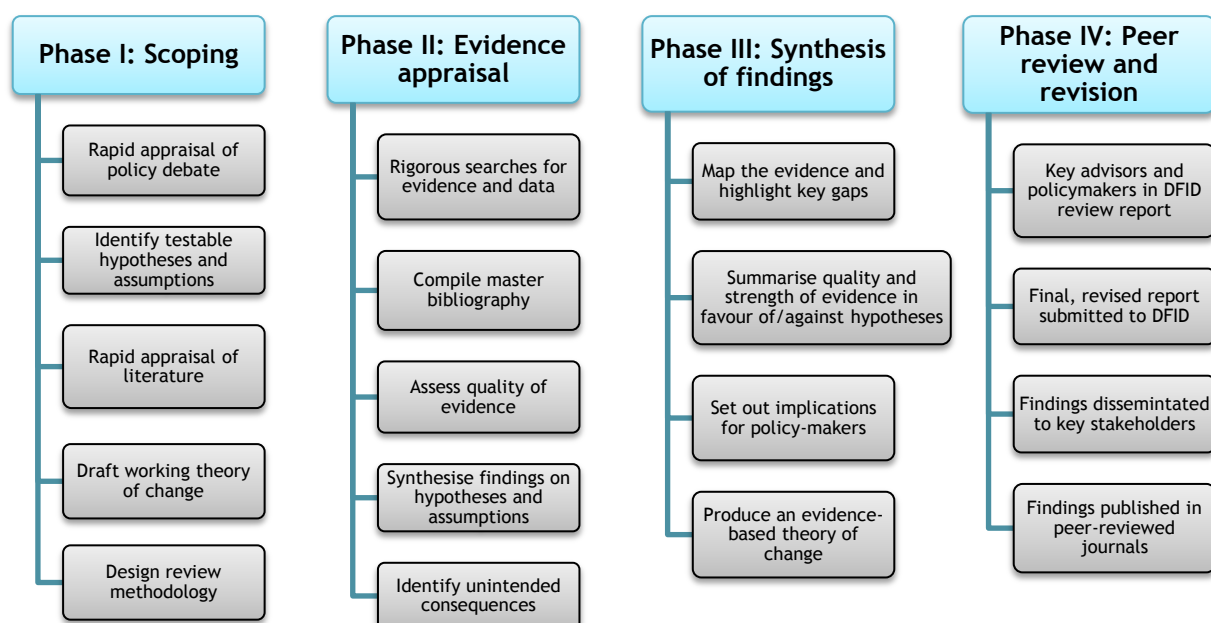 Phase I: Scoping
Rapid appraisal of
policy debate
Identify testable
hypotheses and
assumptions
Rapid appraisal of
literature
Draft working theory
of change
Design review
methodology
Phase II: Evidence
appraisal
Rigorous searches for
evidence and data
Compile master
bibliography
Assess quality of
evidence
Synthesise findings on
hypotheses and
assumptions
Identify unintended
consequences
Phase III: Synthesis
of findings
Map the evidence and
highlight key gaps
Summarise quality and
strength of evidence in
favour of/against hypotheses
Set out implications
for policy-makers
Produce an evidence-
based theory of
change
Phase IV: Peer
review and
revision
Key advisors and
policymakers in DFID
review report
Final, revised report
submitted to DFID
Findings dissemintated
to key stakeholders
Findings published in
peer-reviewed
journals